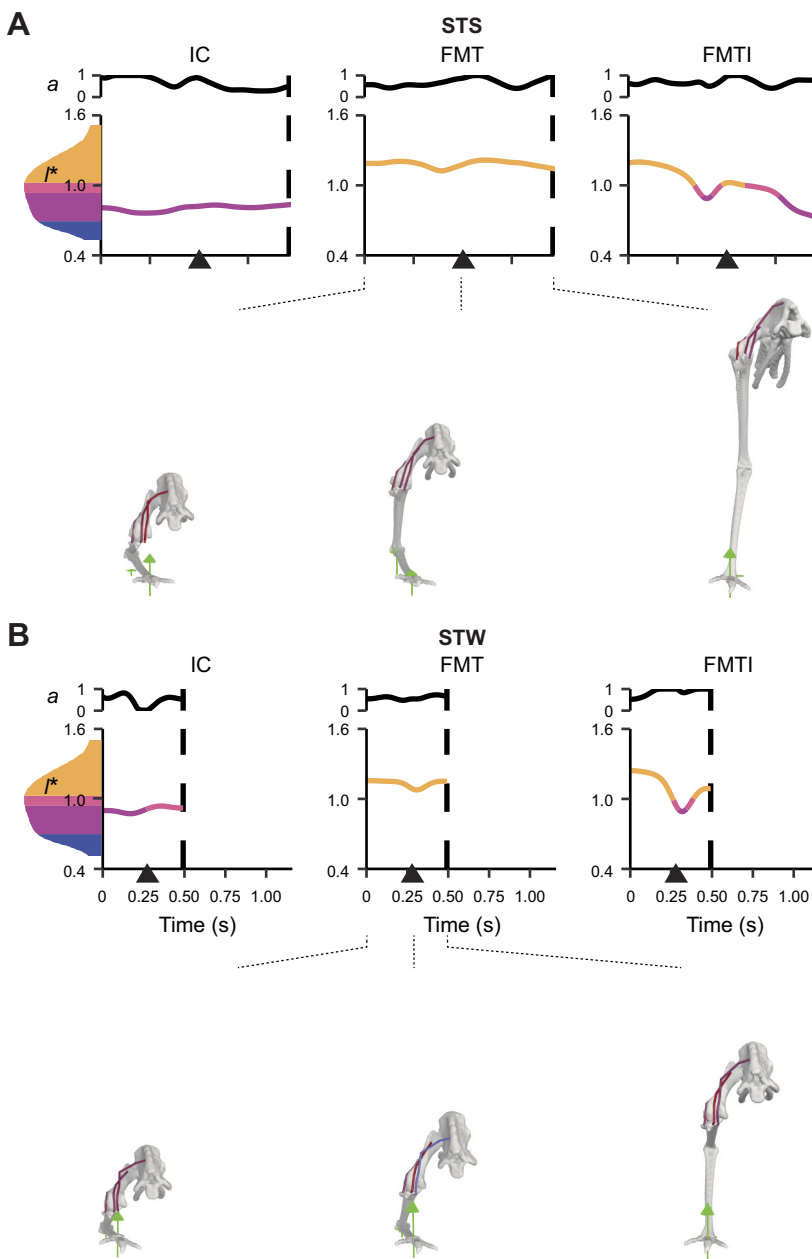 A
STS
IC FMT FMTI
a 1 1 1
0 0 0
1.6 1.6 1.6
l* 1.0 1.0 1.0
0.4 0.4 0.4
B
STW
IC FMT FMTI
a 1 1 1
0 0 0
1.6 1.6 1.6
l* 1.0 1.0 1.0
0.4 0.4 0.4
0 0.25 0.50 0.75 1.00 0 0.25 0.50 0.75 1.00 0 0.25 0.50 0.75 1.00
Time (s) Time (s) Time (s)